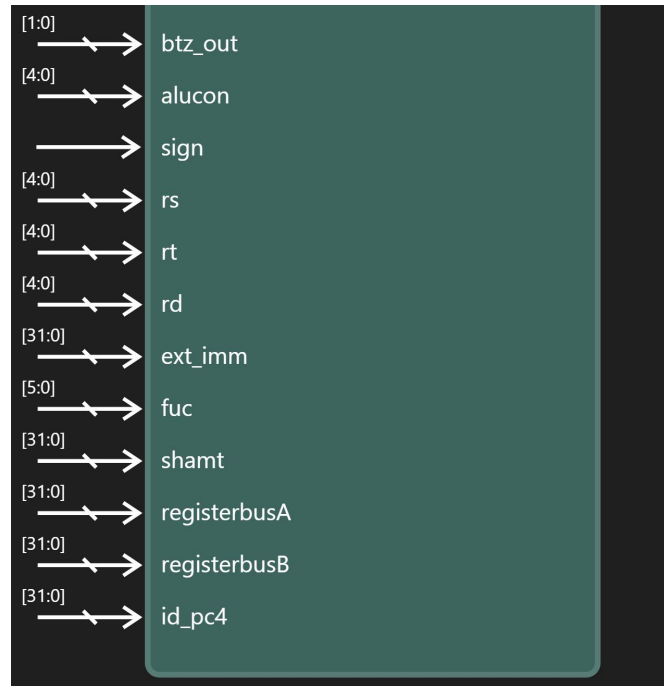 [1:0]
btz_out
[4:0]
alucon
sign
[4:0]
rs
[4:0]
rt
[4:0]
rd
[31:0]
ext_imm
[5:0]
fuc
[31:0]
shamt
[31:0]
registerbusA
[31:0]
registerbusB
[31:0]
id_pc4